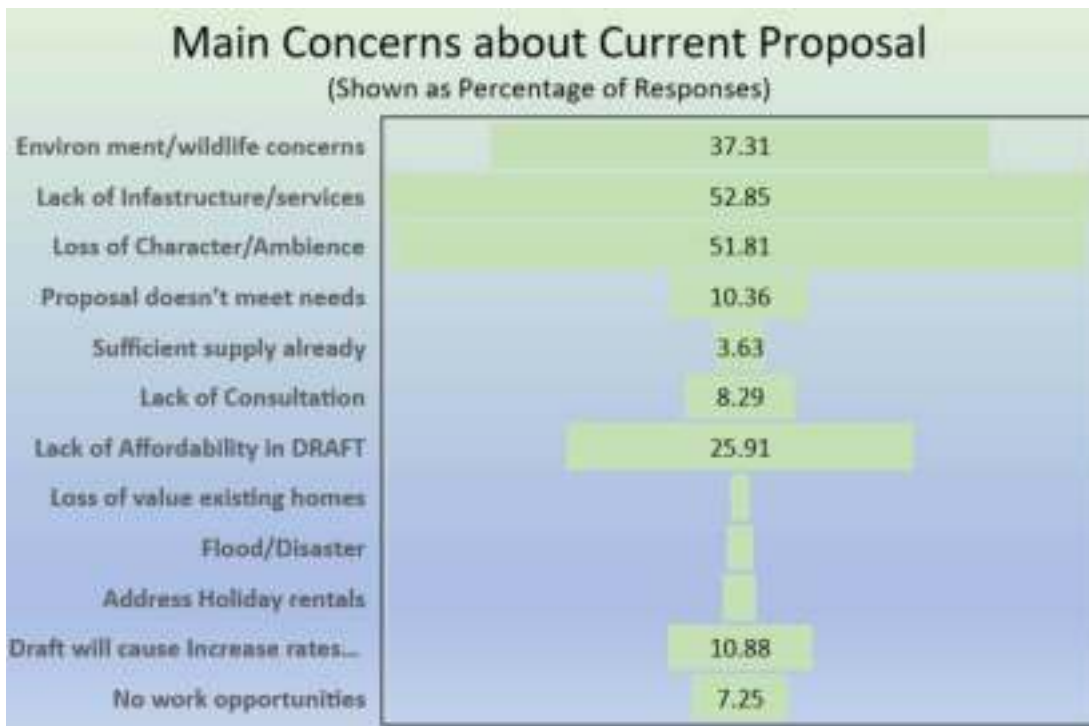 Main Concerns about Current Proposal
(Shown as Percentage of Responses)
Environ ment/wildlife concerns 37.31
Lack of Infastructure/services 52.85
Loss of Character/Ambience 51.81
Proposal doesn't meet needs 10.36
Sufficient supply already 3.63
Lack of Consultation 8.29
Lack of Affordability in DRAFT 25.91
Loss of value existing homes
Flood/Disaster
Address Holiday rentals
Draft will cause Increase rates... 10.88
No work opportunities 7.25